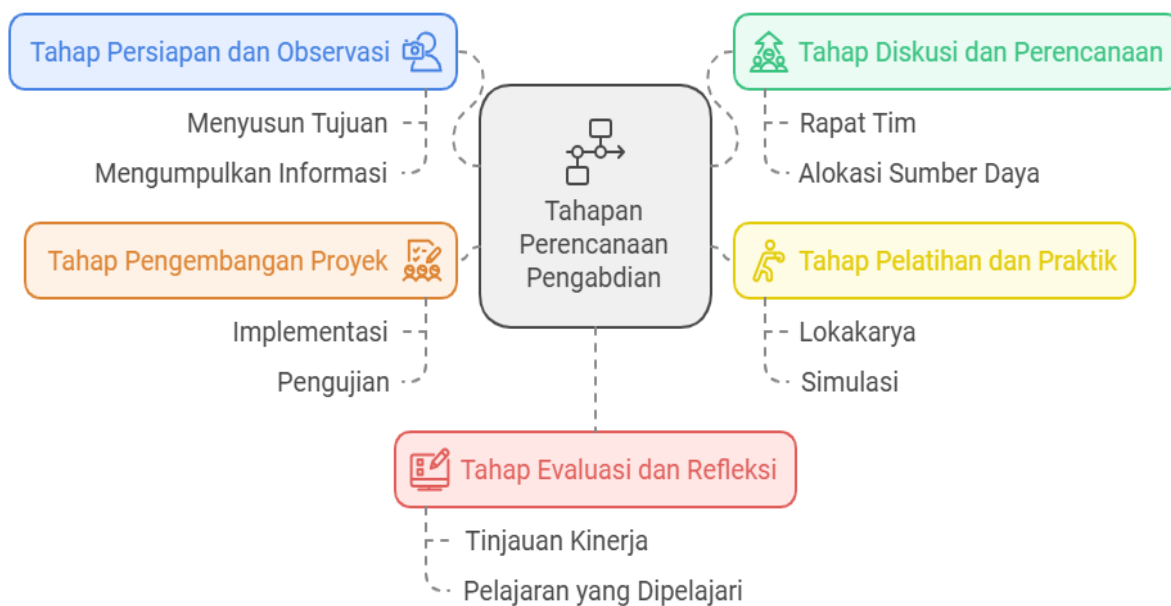 Tahap Persiapan dan Observasi
Menyusun Tujuan
Mengumpulkan Informasi
Tahap Diskusi dan Perencanaan
Rapat Tim
Alokasi Sumber Daya
Tahapan
Perencanaan
Pengabdian
Tahap Pengembangan Proyek
Implementasi
Pengujian
Tahap Pelatihan dan Praktik
Lokakarya
Simulasi
Tahap Evaluasi dan Refleksi
Tinjauan Kinerja
Pelajaran yang Dipelajari